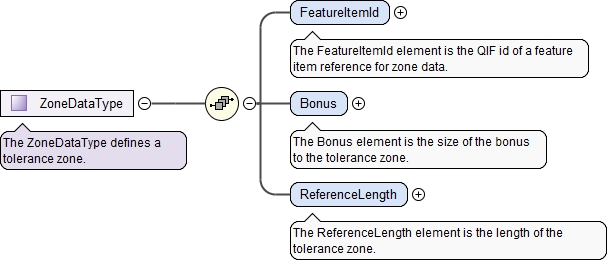 FeatureItemId
The FeatureItemId element is the QIF id of a feature
item reference for zone data.
ZoneDataType
The ZoneDataType defines a
tolerance zone.
Bonus
The Bonus element is the size of the bonus
to the tolerance zone.
ReferenceLength
The ReferenceLength element is the length of the
tolerance zone.